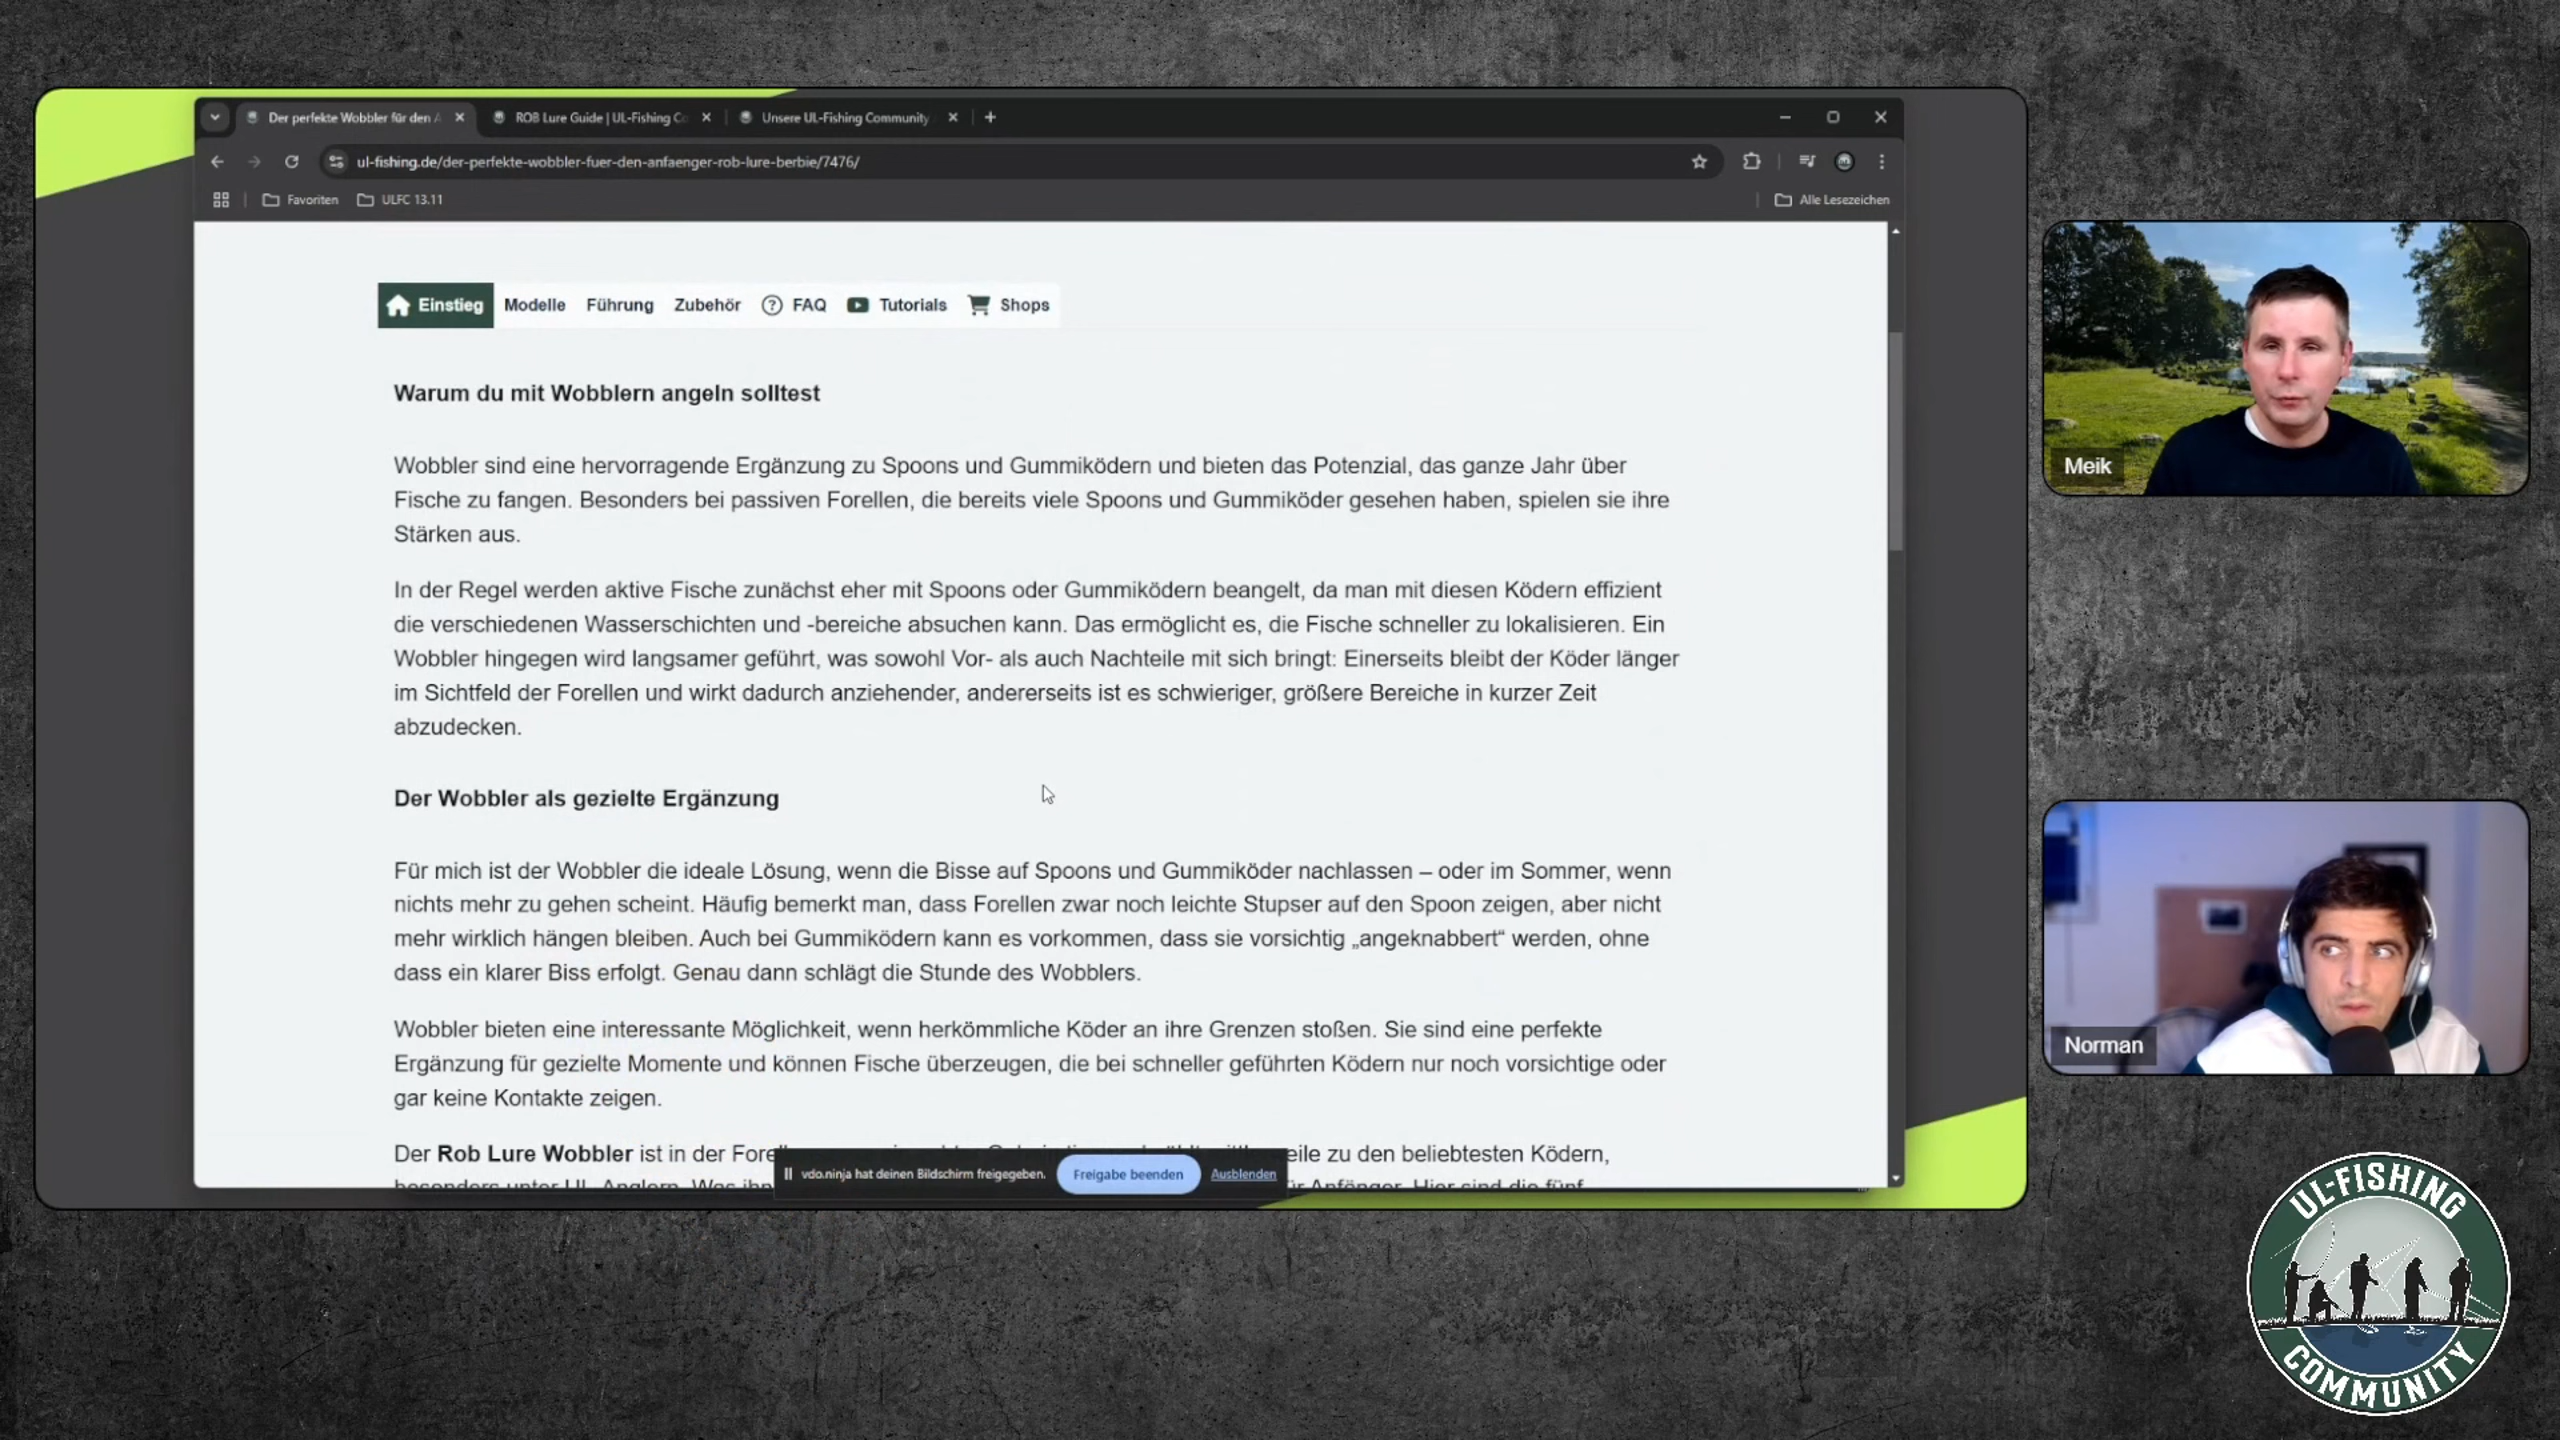 Der perfekte Wobbler für den A
ROB Lure Guide | UL-Fishing Co
Unsere UL-Fishing Community
ul-fishing.de/der-perfekte-wobbler-fuer-den-anfaenger-rob-lure-berbie/7476/
Favoriten
ULFC 13.11
Alle Lesezeichen
Einstieg
Modelle
Führung
Zubehör
FAQ
Tutorials
Shops
Warum du mit Wobblern angeln solltest
Wobbler sind eine hervorragende Ergänzung zu Spoons und Gummiködern und bieten das Potenzial, das ganze Jahr über
Fische zu fangen. Besonders bei passiven Forellen, die bereits viele Spoons und Gummiköder gesehen haben, spielen sie ihre
Stärken aus.
In der Regel werden aktive Fische zunächst eher mit Spoons oder Gummiködern beangelt, da man mit diesen Ködern effizient
die verschiedenen Wasserschichten und -bereiche absuchen kann. Das ermöglicht es, die Fische schneller zu lokalisieren. Ein
Wobbler hingegen wird langsamer geführt, was sowohl Vor- als auch Nachteile mit sich bringt: Einerseits bleibt der Köder länger
im Sichtfeld der Forellen und wirkt dadurch anziehender, andererseits ist es schwieriger, größere Bereiche in kurzer Zeit
abzudecken.
Der Wobbler als gezielte Ergänzung
Für mich ist der Wobbler die ideale Lösung, wenn die Bisse auf Spoons und Gummiköder nachlassen – oder im Sommer, wenn
nichts mehr zu gehen scheint. Häufig bemerkt man, dass Forellen zwar noch leichte Stupser auf den Spoon zeigen, aber nicht
mehr wirklich hängen bleiben. Auch bei Gummiködern kann es vorkommen, dass sie vorsichtig „angeknabbert“ werden, ohne
dass ein klarer Biss erfolgt. Genau dann schlägt die Stunde des Wobblers.
Wobbler bieten eine interessante Möglichkeit, wenn herkömmliche Köder an ihre Grenzen stoßen. Sie sind eine perfekte
Ergänzung für gezielte Momente und können Fische überzeugen, die bei schneller geführten Ködern nur noch vorsichtige oder
gar keine Kontakte zeigen.
Der Rob Lure Wobbler ist in der zu den beliebtesten Ködern,
besonders unter UL-Anglern. Was Anfänger. Hier sind die fünf
vdo.ninja hat deinen Bildschirm freigegeben.
Freigabe beenden
Ausblenden
Meik
Norman
UL-FISHING
COMMUNITY